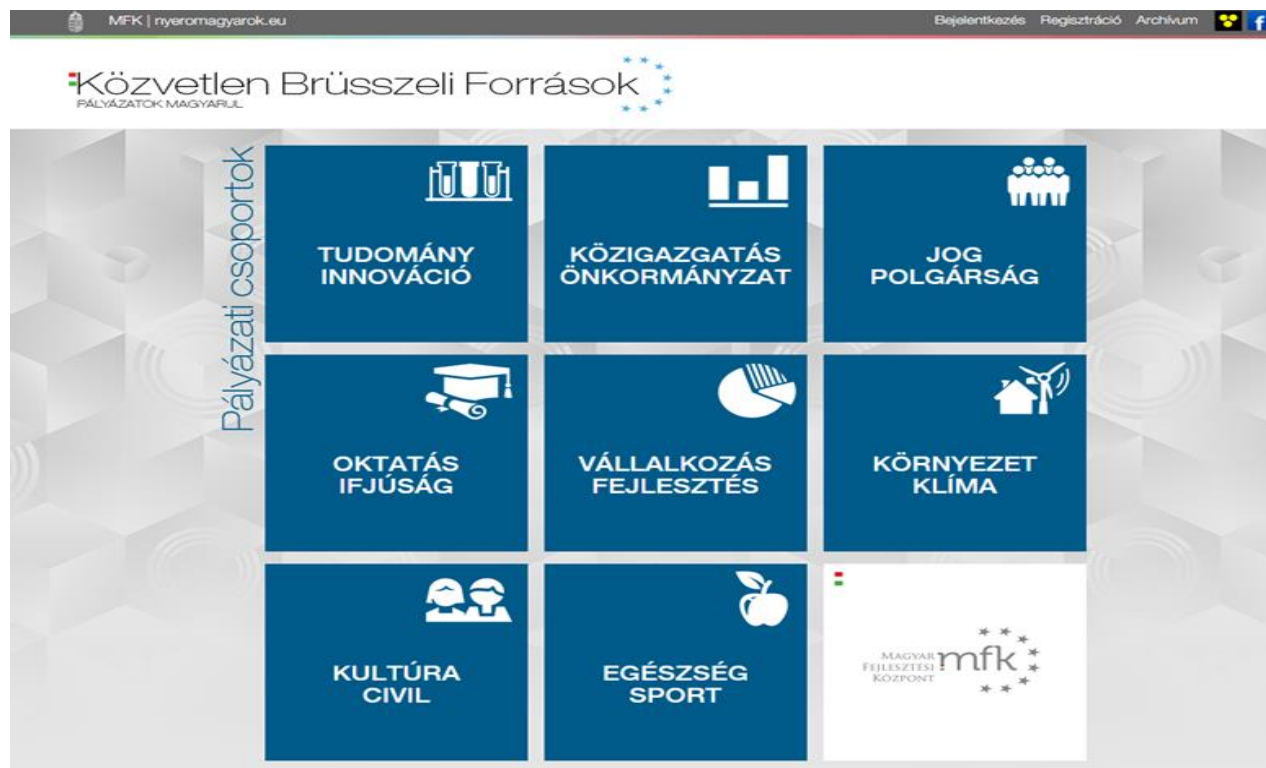 MFK | nyeromagyarok.eu
Bejelentkezés Regisztráció Archívum
Közvetlen Brüsszeli Források
PÁLYÁZATOK MAGYARUL
Pályázati csoportok
TUDOMÁNY
INNOVÁCIÓ
KÖZIGAZGATÁS
ÖNKORMÁNYZAT
JOG
POLGÁRSÁG
OKTATÁS
IFJÚSÁG
VÁLLALKOZÁS
FEJLESZTÉS
KÖRNYEZET
KLÍMA
KULTÚRA
CIVIL
EGÉSZSÉG
SPORT
MAGYAR
FEJLESZTÉSI
KÖZPONT
mfk